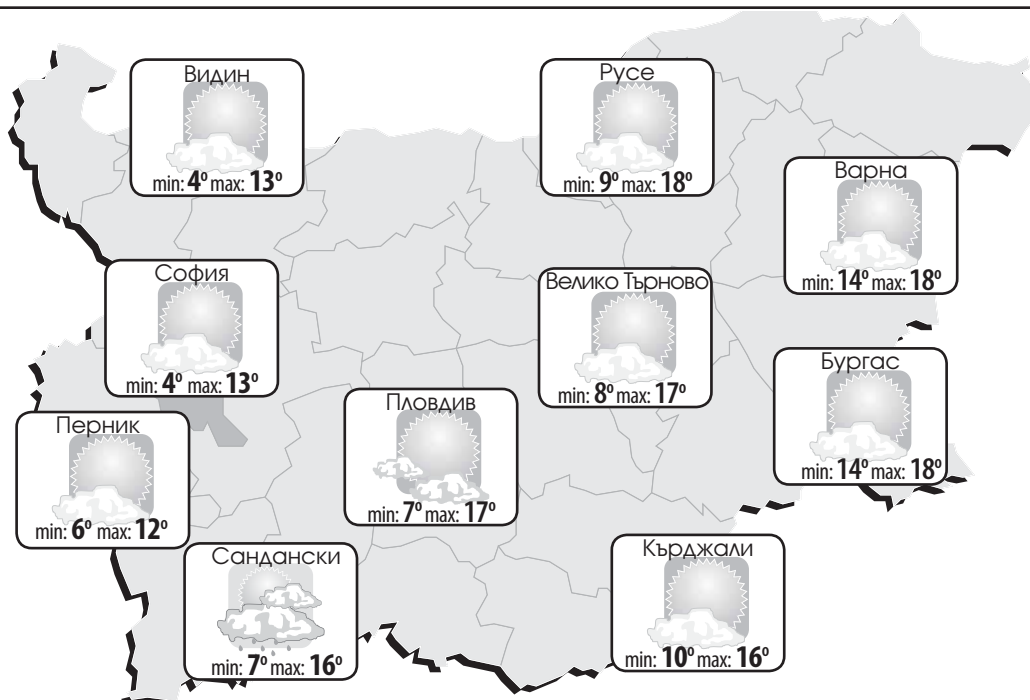 Видин
min: 4° max: 13°
Русе
min: 9° max: 18°
Варна
min: 14° max: 18°
София
min: 4° max: 13°
Велико Търново
min: 8° max: 17°
Бургас
min: 14° max: 18°
Пловдив
min: 7° max: 17°
Перник
min: 6° max: 12°
Сандански
min: 7° max: 16°
Кърджали
min: 10° max: 16°